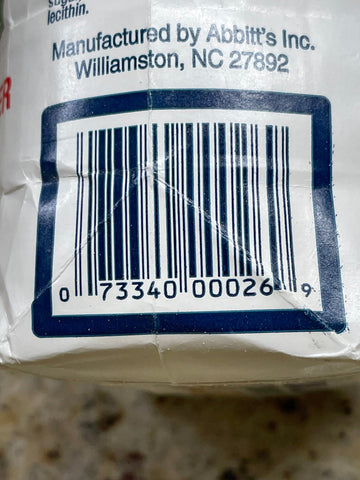 lecithin.
Manufactured by Abbitt's Inc.
Williamston, NC 27892
0 73340 00026 9